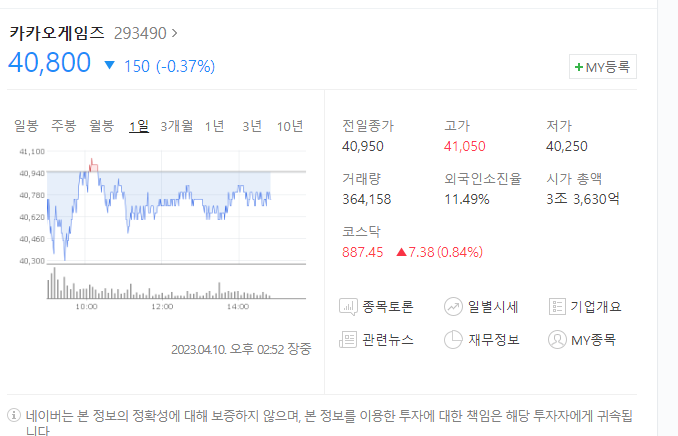 카카오게임즈 293490 >
40,800 ▼ 150 (-0.37%)
+ MY등록
일봉 주봉 월봉 1일 3개월 1년 3년 10년
41,100
40,940
40,780
40,620
40,460
40,300
10:00 12:00 14:00
2023.04.10. 오후 02:52 장중
전일종가 고가 저가
40,950 41,050 40,250
거래량 외국인소진율 시가 총액
364,158 11.49% 3조 3,630억
코스닥
887.45 ▲7.38(0.84%)
종목토론 일별시세 기업개요
관련뉴스 재무정보 MY종목
네이버는 본 정보의 정확성에 대해 보증하지 않으며, 본 정보를 이용한 투자에 대한 책임은 해당 투자자에게 귀속됩
니다